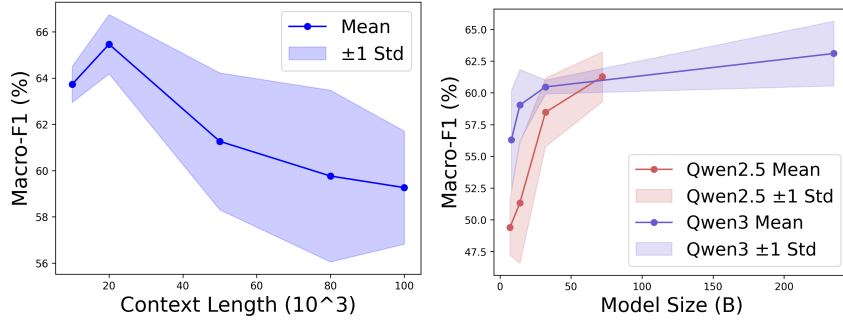 66
64
62
60
58
56
20
40
60
80
100
Macro-F1 (%)
Context Length (10^3)
Mean
±1 Std
65.0
62.5
60.0
57.5
55.0
52.5
50.0
47.5
0
50
100
150
200
Macro-F1 (%)
Model Size (B)
Qwen2.5 Mean
Qwen2.5 ±1 Std
Qwen3 Mean
Qwen3 ±1 Std